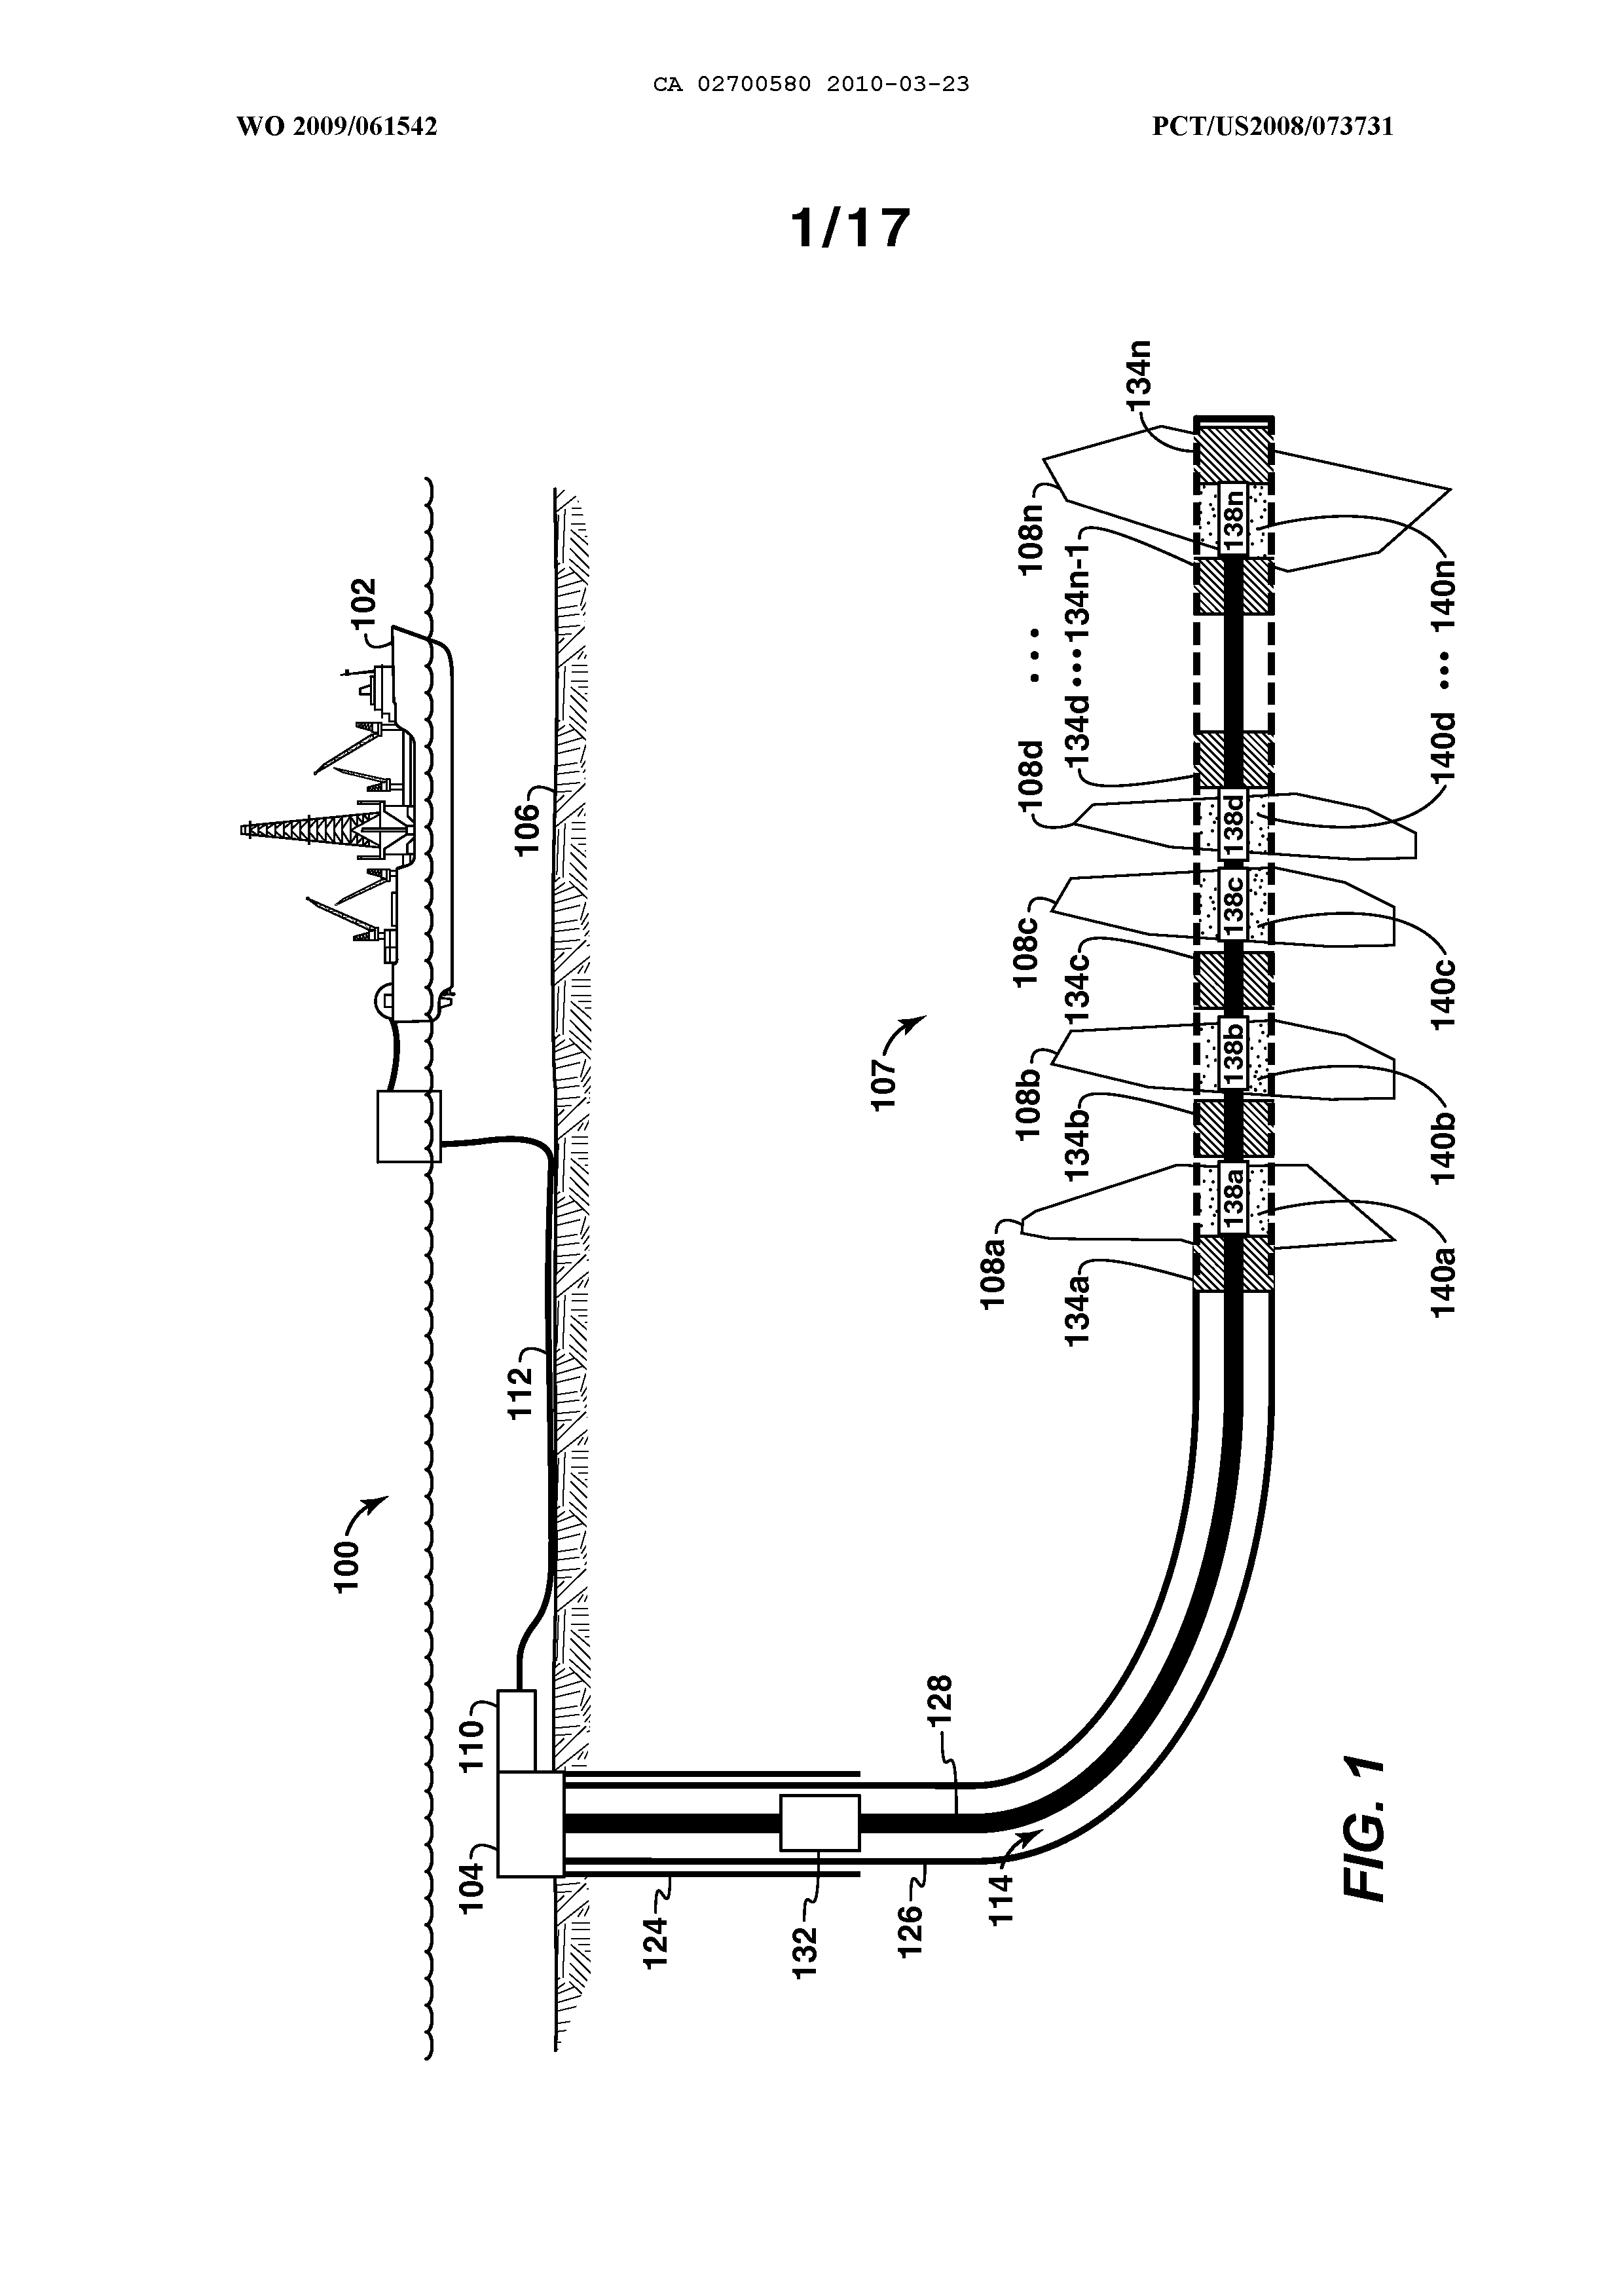 CA 02700580 2010-03-23
WO 2009/061542
PCT/US2008/073731
1/17
102
100
106
112
110
104
107
108a
108b
108c
108d
...
108n
134a
134b
134c
134d...134n-1
134n
138a
138b
138c
138d
138n
140a
140b
140c
140d ... 140n
124
132
126
114
128
FIG. 1